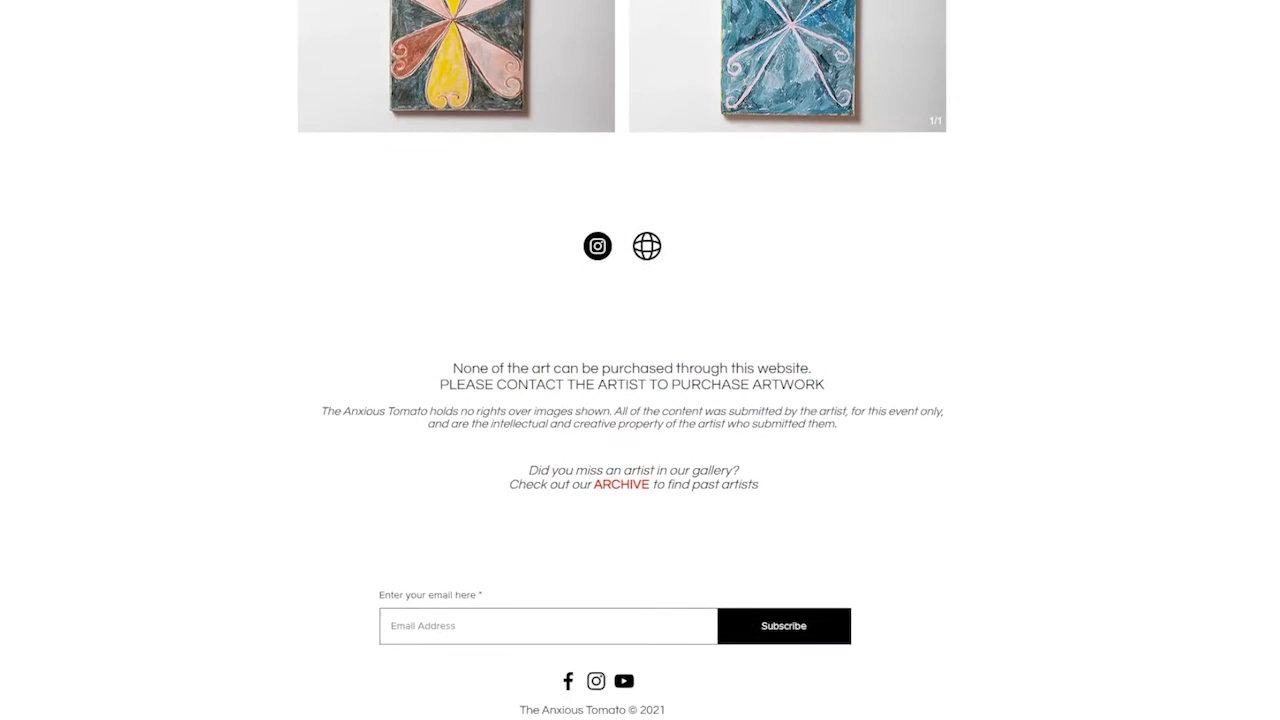 1/1
None of the art can be purchased through this website.
PLEASE CONTACT THE ARTIST TO PURCHASE ARTWORK
The Anxious Tomato holds no rights over images shown. All of the content was submitted by the artist, for this event only,
and are the intellectual and creative property of the artist who submitted them.
Did you miss an artist in our gallery?
Check out our ARCHIVE to find past artists
Enter your email here *
Email Address
Subscribe
The Anxious Tomato © 2021